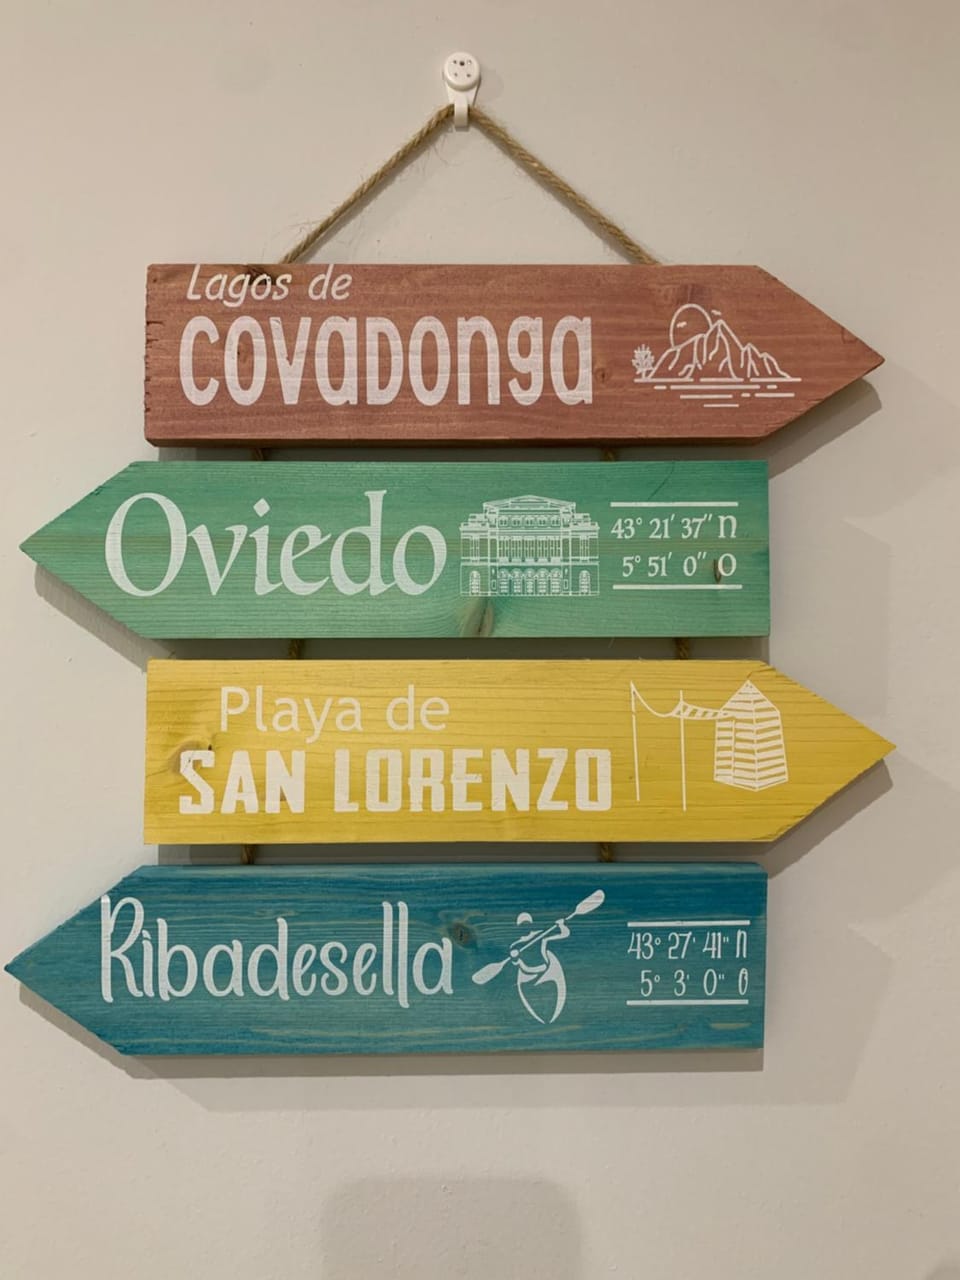 Lagos de
COVADONGA
Oviedo
43° 21' 37" n
5° 51' 0" O
Playa de
SAN LORENZO
Ribadesella
43° 27' 41" n
5° 3' 0" O